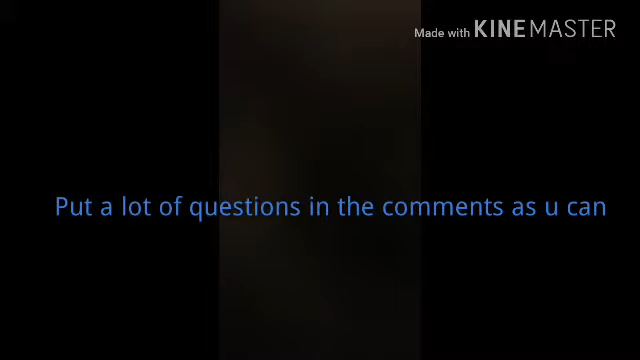 Made with KINEMASTER
Put a lot of questions in the comments as u can